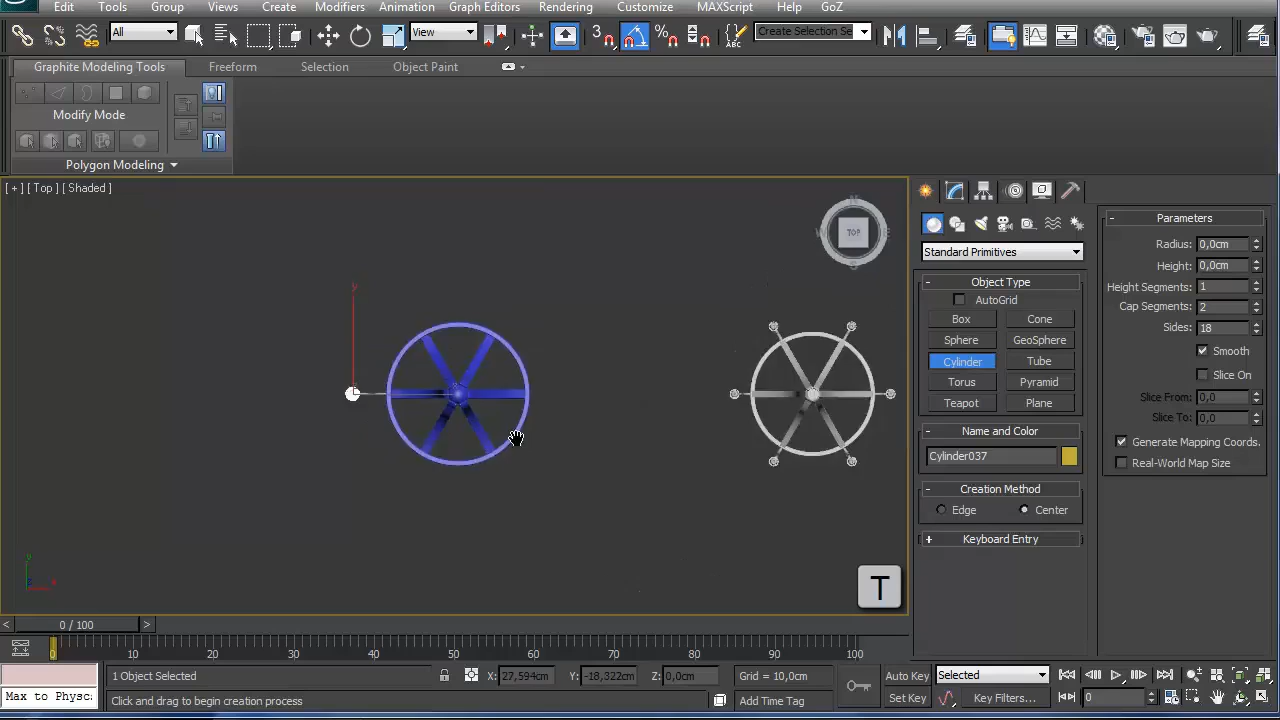 Edit Tools Group Views Create Modifiers Animation Graph Editors Rendering Customize MAXScript Help GoZ
All View 3 Create Selection Se
Graphite Modeling Tools Freeform Selection Object Paint
Modify Mode
Polygon Modeling
[ + ] [ Top ] [ Shaded ]
TOP
y
y
x
T
Standard Primitives
- Object Type
AutoGrid
Box Cone
Sphere GeoSphere
Cylinder Tube
Torus Pyramid
Teapot Plane
- Name and Color
Cylinder037
- Creation Method
Edge Center
+ Keyboard Entry
- Parameters
Radius: 0,0cm
Height: 0,0cm
Height Segments: 1
Cap Segments: 2
Sides: 18
Smooth
Slice On
Slice From: 0,0
Slice To: 0,0
Generate Mapping Coords.
Real-World Map Size
< 0 / 100 >
0 10 20 30 40 50 60 70 80 90 100
1 Object Selected X: 27,594cm Y: -18,322cm Z: 0,0cm Grid = 10,0cm Auto Key Selected
Max to Physc: Click and drag to begin creation process Add Time Tag Set Key Key Filters... 0